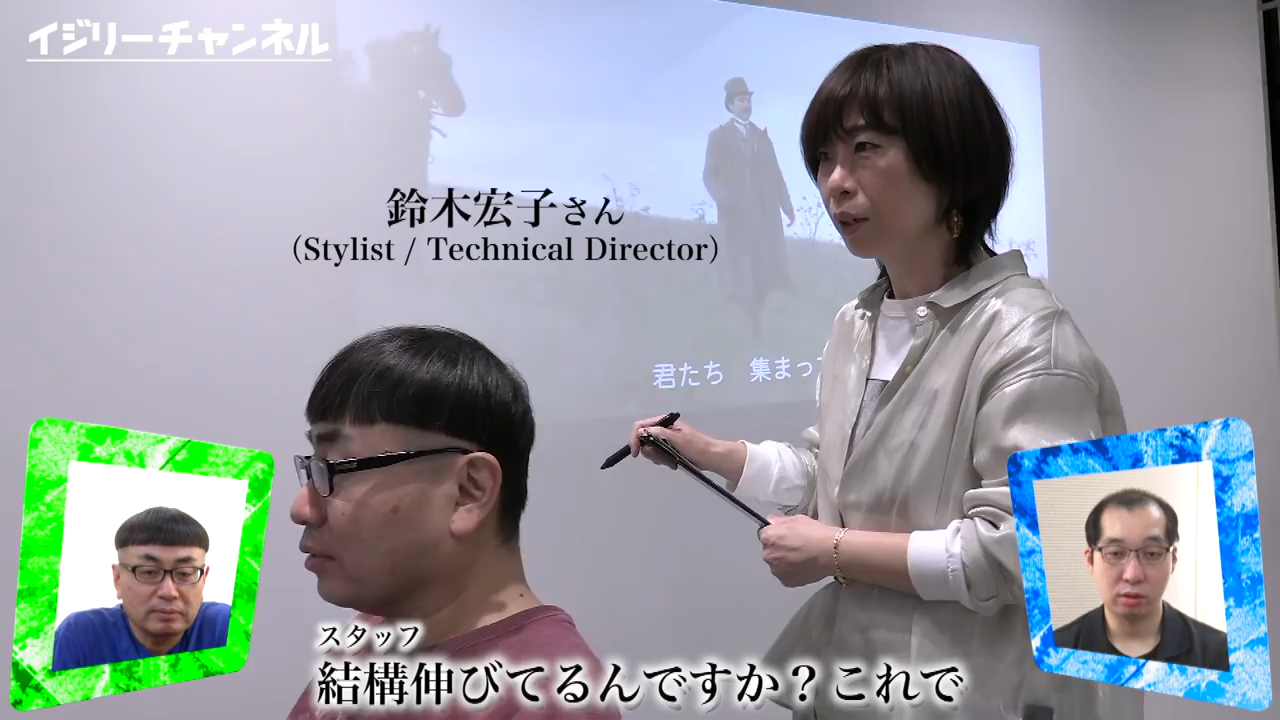 イジリーチャンネル
鈴木宏子さん
（Stylist / Technical Director）
君たち 集まっ
スタッフ
結構伸びてるんですか？これで